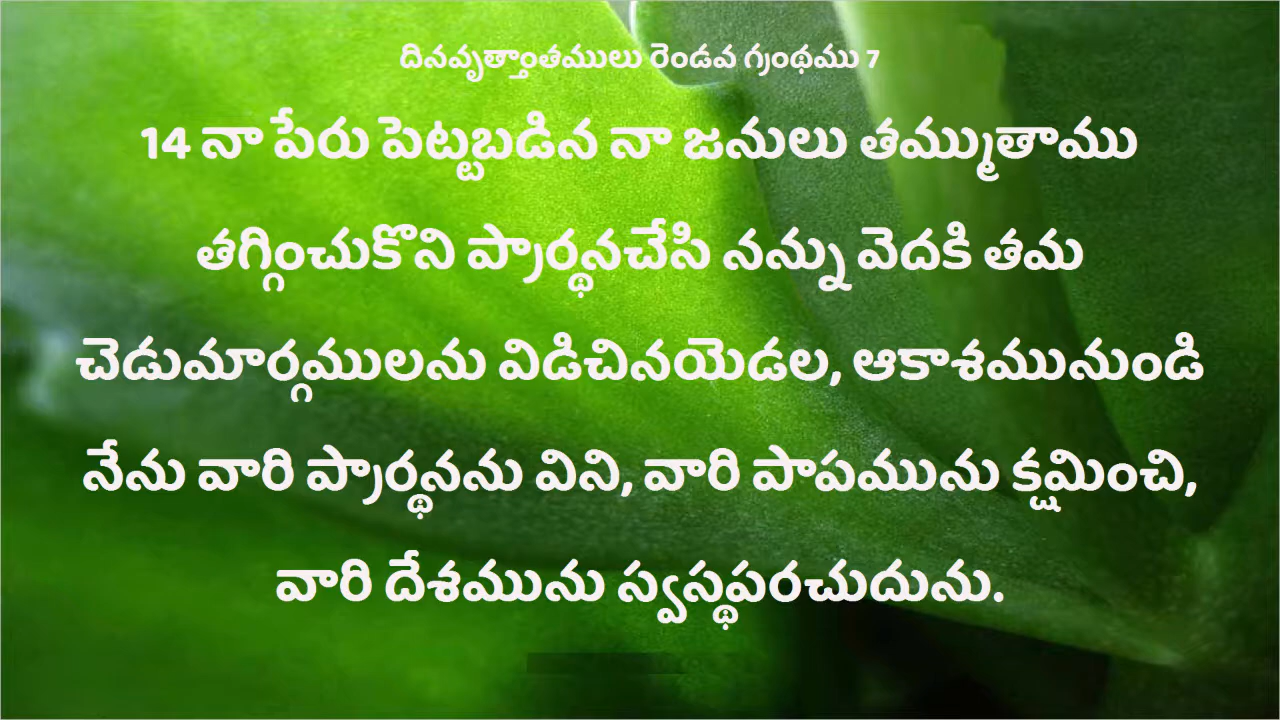 దినవృత్తాంతములు రెండవ గ్రంథము 7
14 నా పేరు పెట్టబడిన నా జనులు తమ్ముతాము
తగ్గించుకొని ప్రార్థనచేసి నన్ను వెదకి తమ
చెడుమార్గములను విడిచినయెడల, ఆకాశమునుండి
నేను వారి ప్రార్థనను విని, వారి పాపమును క్షమించి,
వారి దేశమును స్వస్థపరచుదును.